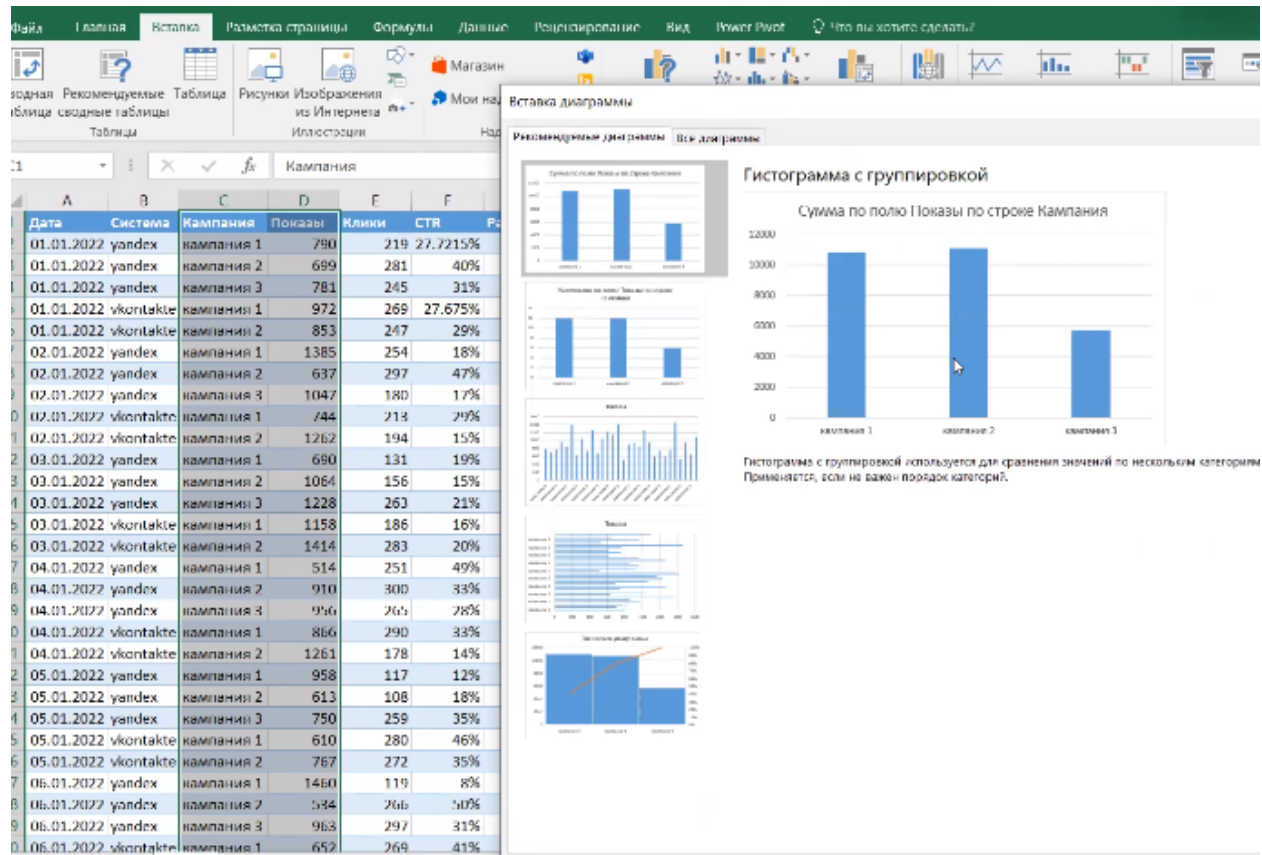 Файл Главная Вставка Разметка страницы Формулы Данные Рецензирование Вид Power Pivot Что вы хотите сделать?
Рекомендуемые Таблица Рисунки Изображения Магазин
сводные таблицы из Интернета Мои
Таблицы Иллюстрации
Вставка диаграммы
Рекомендуемые диаграммы Все диаграммы
C1 fx Кампания
A B C D E F
Дата Система Кампания Показы Клики CTR
01.01.2022 yandex кампания 1 790 219 27.7215%
01.01.2022 yandex кампания 2 699 281 40%
01.01.2022 yandex кампания 3 781 245 31%
01.01.2022 vkontakte кампания 1 972 269 27.675%
01.01.2022 vkontakte кампания 2 853 247 29%
02.01.2022 yandex кампания 1 1385 254 18%
02.01.2022 yandex кампания 2 637 297 47%
02.01.2022 yandex кампания 3 1047 180 17%
02.01.2022 vkontakte кампания 1 744 213 29%
02.01.2022 vkontakte кампания 2 1262 194 15%
03.01.2022 yandex кампания 1 690 131 19%
03.01.2022 yandex кампания 2 1064 156 15%
03.01.2022 yandex кампания 3 1228 263 21%
03.01.2022 vkontakte кампания 1 1158 186 16%
03.01.2022 vkontakte кампания 2 1414 283 20%
04.01.2022 yandex кампания 1 514 251 49%
04.01.2022 yandex кампания 2 910 300 33%
04.01.2022 yandex кампания 3 956 265 28%
04.01.2022 vkontakte кампания 1 866 290 33%
04.01.2022 vkontakte кампания 2 1261 178 14%
05.01.2022 yandex кампания 1 958 117 12%
05.01.2022 yandex кампания 2 613 108 18%
05.01.2022 yandex кампания 3 750 259 35%
05.01.2022 vkontakte кампания 1 610 280 46%
05.01.2022 vkontakte кампания 2 767 272 35%
06.01.2022 yandex кампания 1 1460 119 8%
06.01.2022 yandex кампания 2 534 266 50%
06.01.2022 yandex кампания 3 963 297 31%
06.01.2022 vkontakte кампания 1 652 269 41%
Сумма по полю Показы по строке Кампания
Показы
Показы
Гистограмма с группировкой
Сумма по полю Показы по строке Кампания
12000
10000
8000
6000
4000
2000
0
кампания 1 кампания 2 кампания 3
Гистограмма с группировкой используется для сравнения значений по нескольким категориям
Применяется, если не важен порядок категорий.